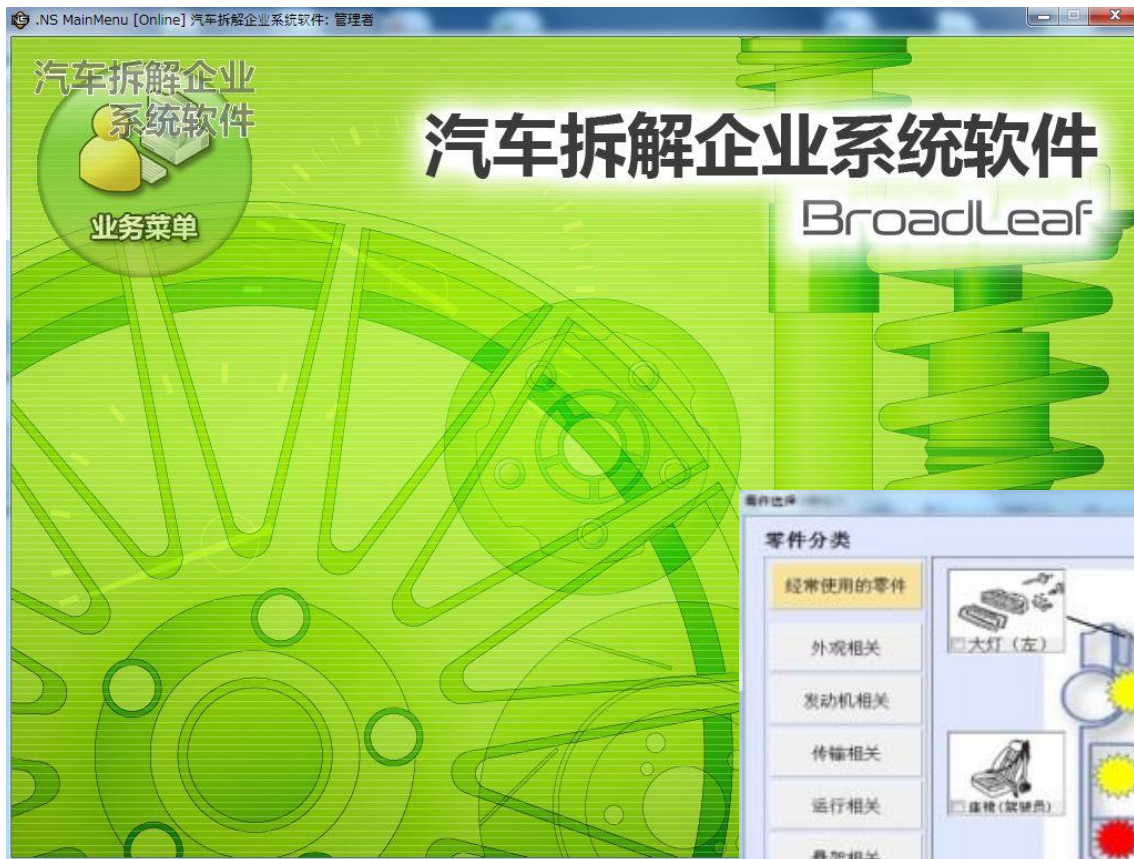 .NS MainMenu [Online] 汽车拆解企业系统软件: 管理者
汽车拆解企业
系统软件
业务菜单
汽车拆解企业系统软件
BroadLeaf
零件选择
零件分类
经常使用的零件
外观相关
发动机相关
传输相关
运行相关
悬架相关
大灯（左）
座椅(驾驶员)